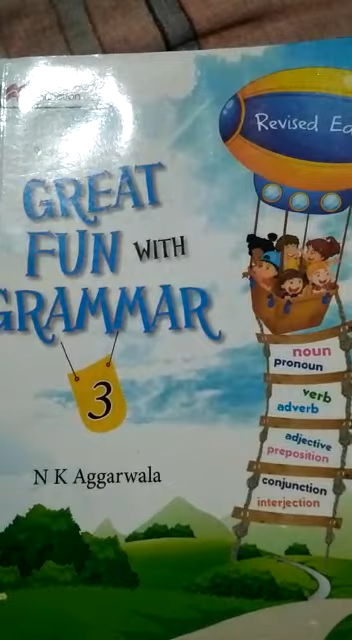 Revised Ed
GREAT
FUN WITH
GRAMMAR
3
noun
pronoun
verb
adverb
adjective
preposition
conjunction
interjection
N K Aggarwala